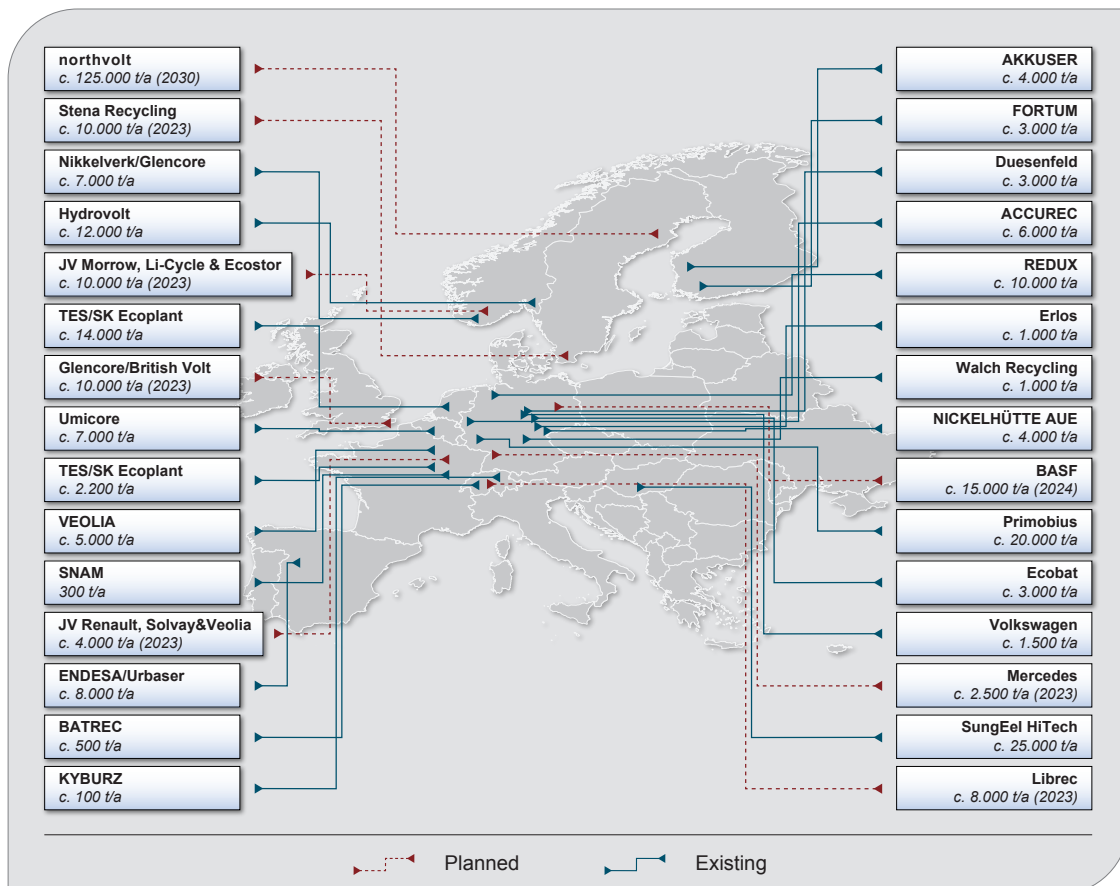 northvolt
c. 125.000 t/a (2030)
Stena Recycling
c. 10.000 t/a (2023)
Nikkelverk/Glencore
c. 7.000 t/a
Hydrovolt
c. 12.000 t/a
JV Morrow, Li-Cycle & Ecostor
c. 10.000 t/a (2023)
TES/SK Ecoplant
c. 14.000 t/a
Glencore/British Volt
c. 10.000 t/a (2023)
Umicore
c. 7.000 t/a
TES/SK Ecoplant
c. 2.200 t/a
VEOLIA
c. 5.000 t/a
SNAM
300 t/a
JV Renault, Solvay&Veolia
c. 4.000 t/a (2023)
ENDESA/Urbaser
c. 8.000 t/a
BATREC
c. 500 t/a
KYBURZ
c. 100 t/a
AKKUSER
c. 4.000 t/a
FORTUM
c. 3.000 t/a
Duesenfeld
c. 3.000 t/a
ACCUREC
c. 6.000 t/a
REDUX
c. 10.000 t/a
Erlos
c. 1.000 t/a
Walch Recycling
c. 1.000 t/a
NICKELHÜTTE AUE
c. 4.000 t/a
BASF
c. 15.000 t/a (2024)
Primobius
c. 20.000 t/a
Ecobat
c. 3.000 t/a
Volkswagen
c. 1.500 t/a
Mercedes
c. 2.500 t/a (2023)
SungEel HiTech
c. 25.000 t/a
Librec
c. 8.000 t/a (2023)
Planned
Existing